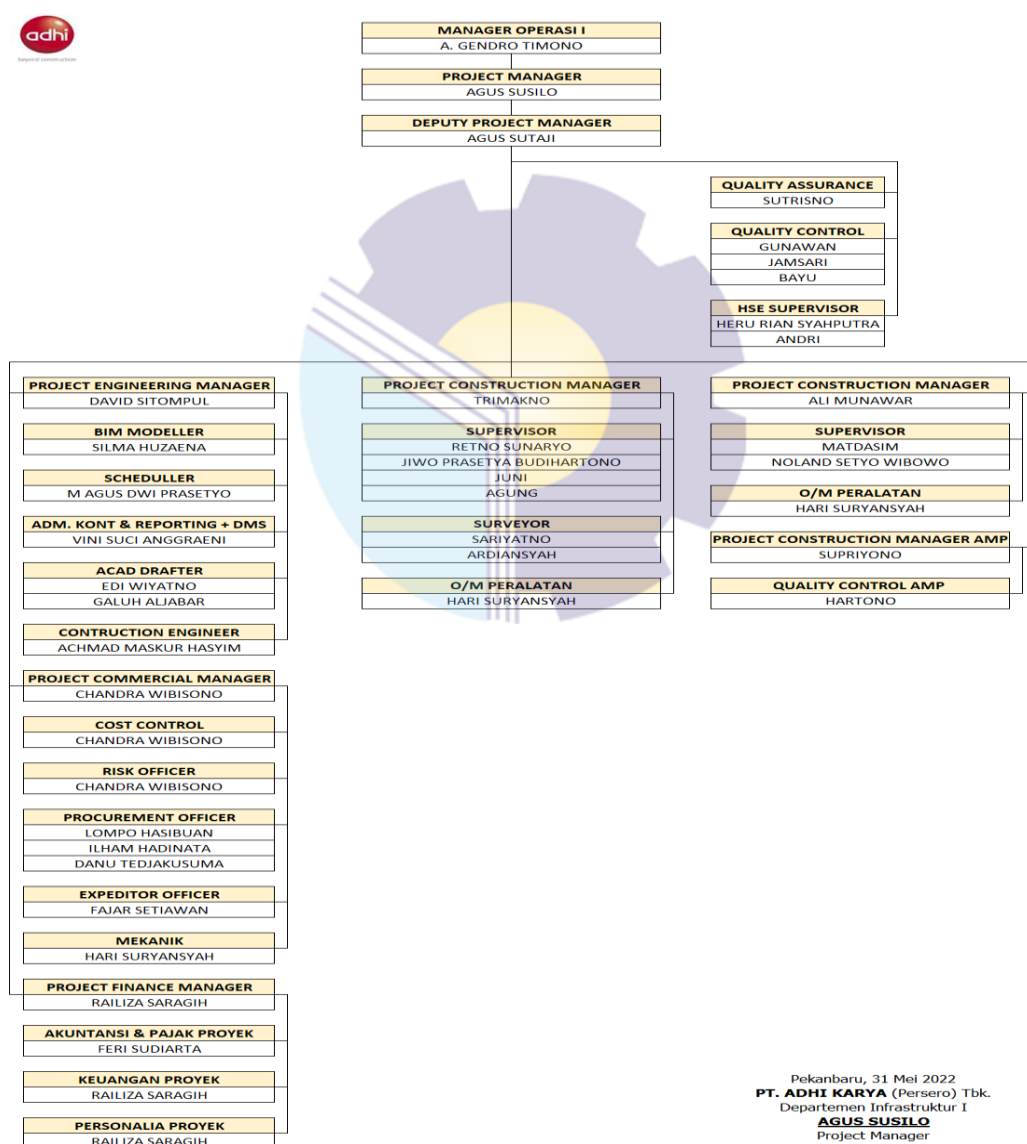 adhi
beyond construction
MANAGER OPERASI I
A. GENDRO TIMONO
PROJECT MANAGER
AGUS SUSILO
DEPUTY PROJECT MANAGER
AGUS SUTAJI
QUALITY ASSURANCE
SUTRISNO
QUALITY CONTROL
GUNAWAN
JAMSARI
BAYU
HSE SUPERVISOR
HERU RIAN SYAHPUTRA
ANDRI
PROJECT ENGINEERING MANAGER
DAVID SITOMPUL
BIM MODELLER
SILMA HUZAENA
SCHEDULLER
M AGUS DWI PRASETYO
ADM. KONT & REPORTING + DMS
VINI SUCI ANGGRAENI
ACAD DRAFTER
EDI WIYATNO
GALUH ALJABAR
CONTRUCTION ENGINEER
ACHMAD MASKUR HASYIM
PROJECT COMMERCIAL MANAGER
CHANDRA WIBISONO
COST CONTROL
CHANDRA WIBISONO
RISK OFFICER
CHANDRA WIBISONO
PROCUREMENT OFFICER
LOMPO HASIBUAN
ILHAM HADINATA
DANU TEDJAKUSUMA
EXPEDITOR OFFICER
FAJAR SETIAWAN
MEKANIK
HARI SURYANSYAH
PROJECT FINANCE MANAGER
RAILIZA SARAGIH
AKUNTANSI & PAJAK PROYEK
FERI SUDIARTA
KEUANGAN PROYEK
RAILIZA SARAGIH
PERSONALIA PROYEK
RAILIZA SARAGIH
PROJECT CONSTRUCTION MANAGER
TRIMAKNO
SUPERVISOR
RETNO SUNARYO
JIWO PRASETYA BUDIHARTONO
JUNI
AGUNG
SURVEYOR
SARIYATNO
ARDIANSYAH
O/M PERALATAN
HARI SURYANSYAH
PROJECT CONSTRUCTION MANAGER
ALI MUNAWAR
SUPERVISOR
MATDASIM
NOLAND SETYO WIBOWO
O/M PERALATAN
HARI SURYANSYAH
PROJECT CONSTRUCTION MANAGER AMP
SUPRIYONO
QUALITY CONTROL AMP
HARTONO
Pekanbaru, 31 Mei 2022
PT. ADHI KARYA (Persero) Tbk.
Departemen Infrastruktur I
AGUS SUSILO
Project Manager